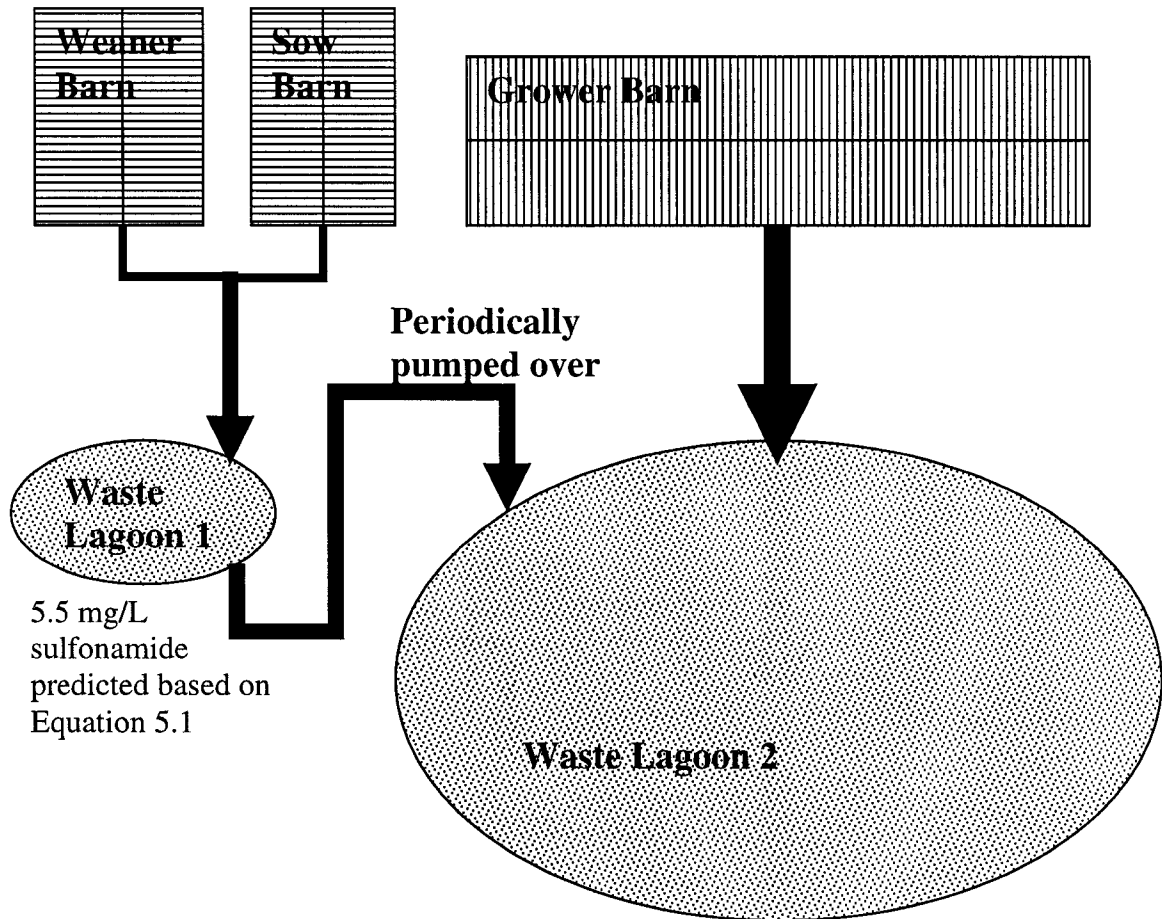 Weaner
Barn
Sow
Barn
Grower Barn
Periodically
pumped over
Waste
Lagoon 1
5.5 mg/L
sulfonamide
predicted based on
Equation 5.1
Waste Lagoon 2